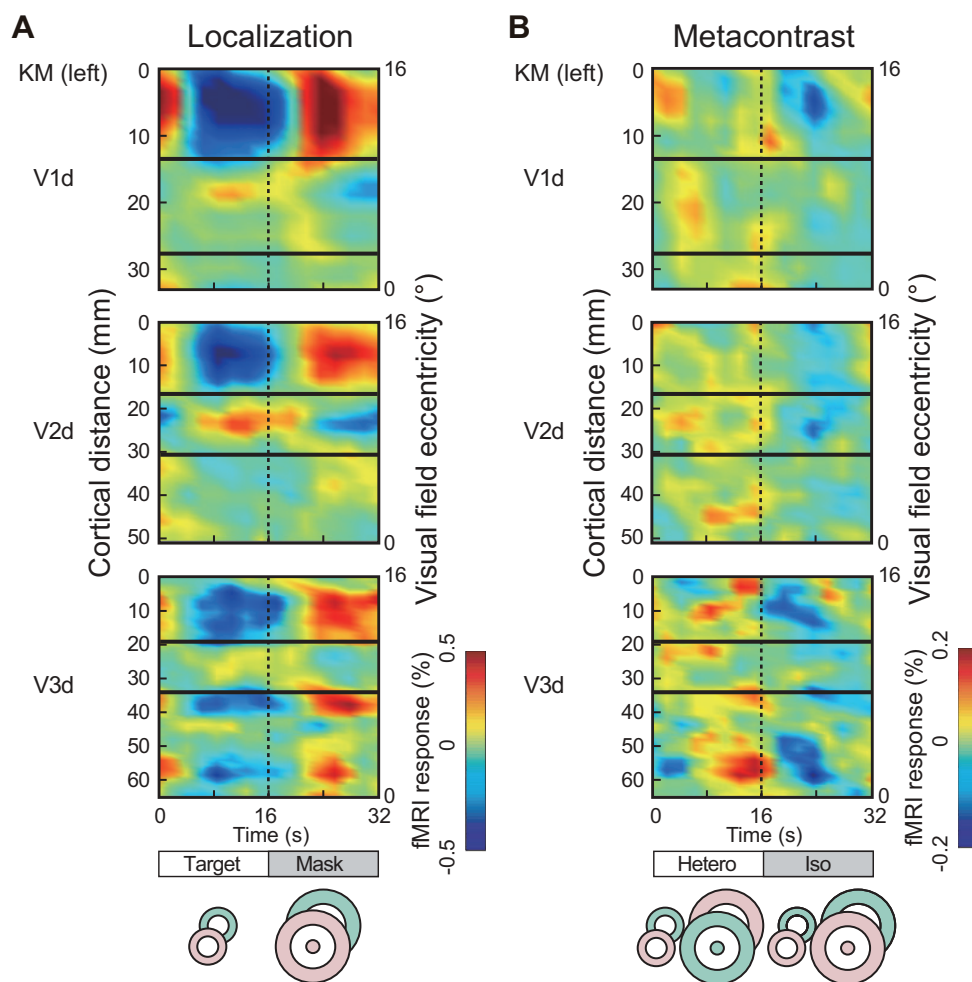 A
Localization
KM (left)
V1d
0
10
20
30
16
0
V2d
0
10
20
30
40
50
16
0
V3d
0
10
20
30
40
50
60
16
0
0
16
32
Time (s)
Cortical distance (mm)
Visual field eccentricity (°)
0.5
0
-0.5
fMRI response (%)
Target
Mask
B
Metacontrast
KM (left)
V1d
0
10
20
30
16
0
V2d
0
10
20
30
40
50
16
0
V3d
0
10
20
30
40
50
60
16
0
0
16
32
Time (s)
Cortical distance (mm)
Visual field eccentricity (°)
0.2
0
-0.2
fMRI response (%)
Hetero
Iso